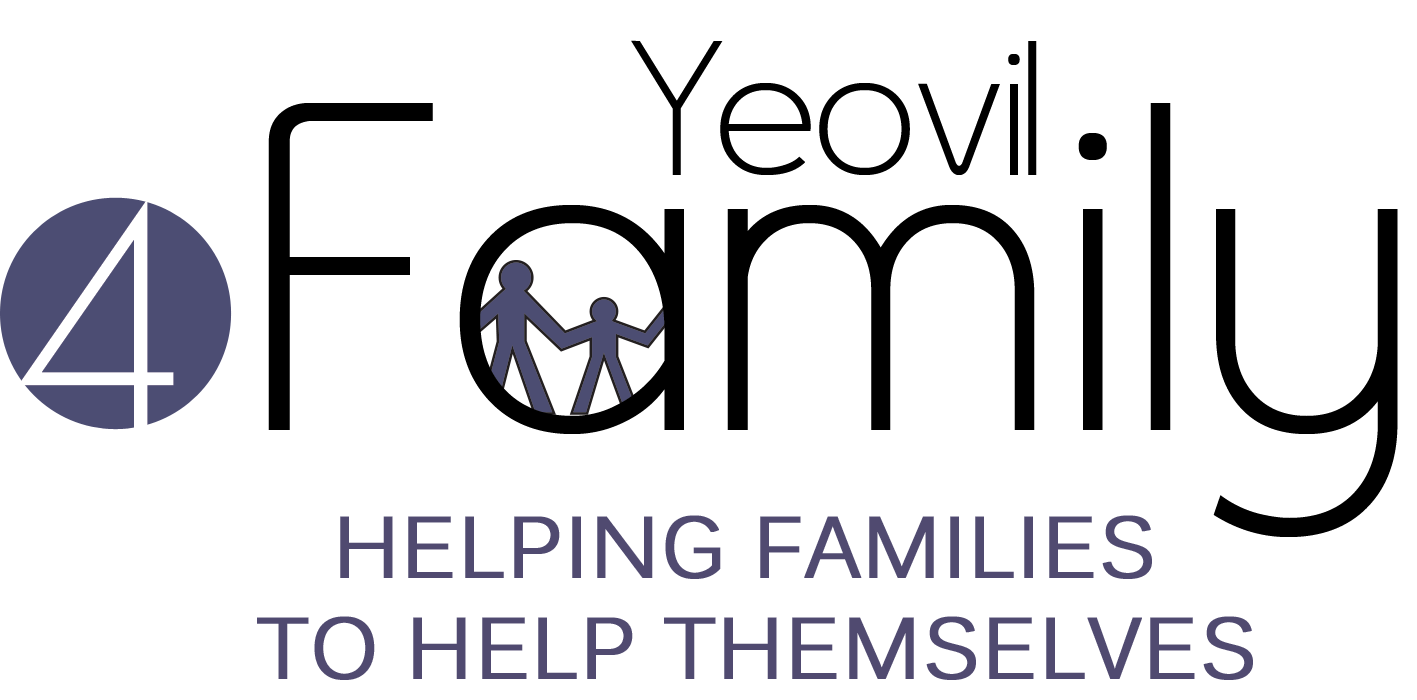 Yeovil
4Family
HELPING FAMILIES
TO HELP THEMSELVES